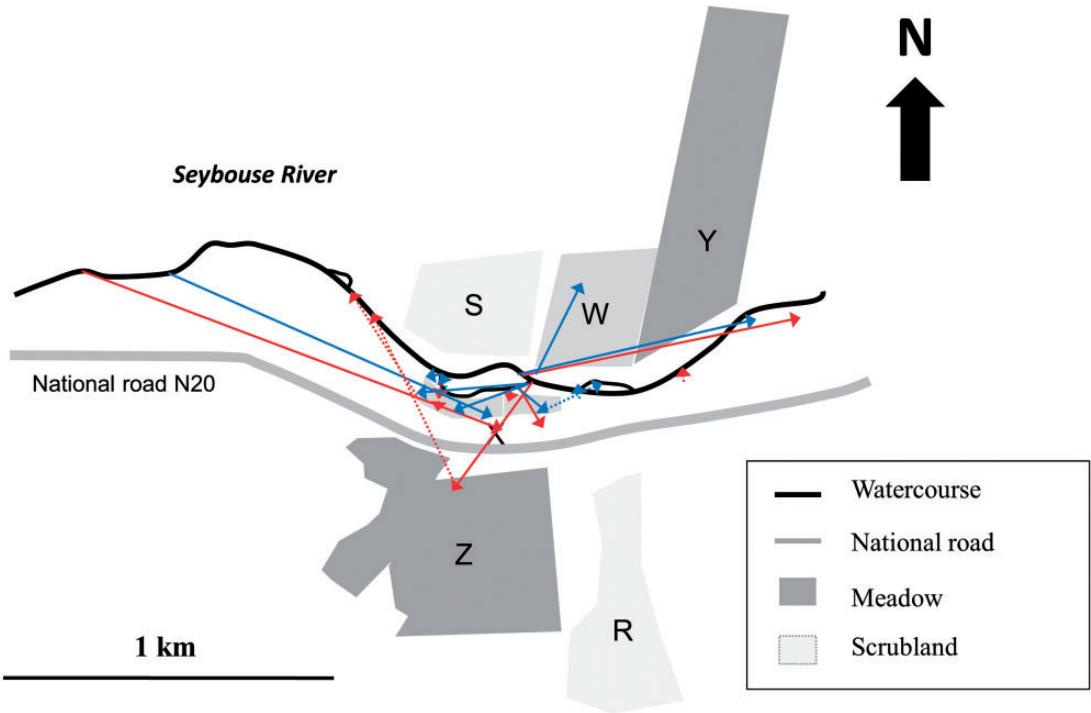 N
Seybouse River
Y
S
W
National road N20
Z
R
1 km
Watercourse
National road
Meadow
Scrubland